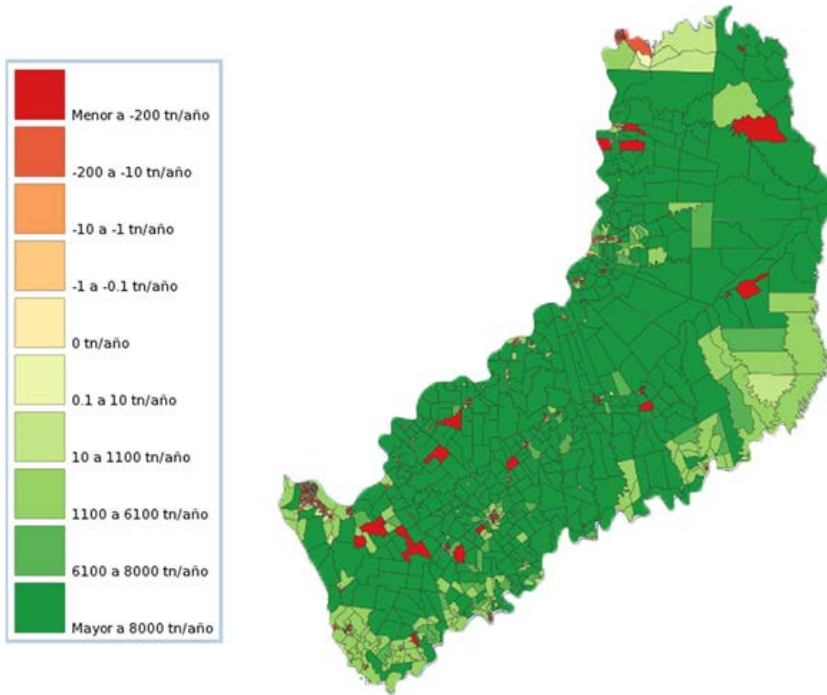 Menor a -200 tn/año
-200 a -10 tn/año
-10 a -1 tn/año
-1 a -0.1 tn/año
0 tn/año
0.1 a 10 tn/año
10 a 1100 tn/año
1100 a 6100 tn/año
6100 a 8000 tn/año
Mayor a 8000 tn/año